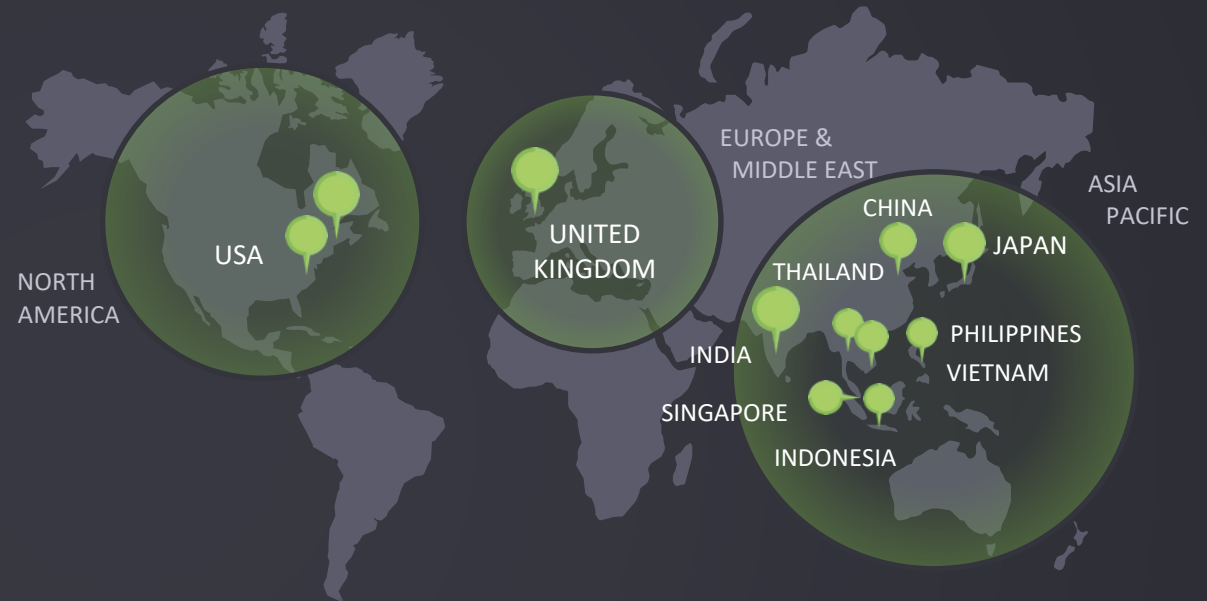 NORTH
AMERICA
USA
UNITED
KINGDOM
EUROPE &
MIDDLE EAST
ASIA
PACIFIC
CHINA
JAPAN
THAILAND
INDIA
PHILIPPINES
VIETNAM
SINGAPORE
INDONESIA